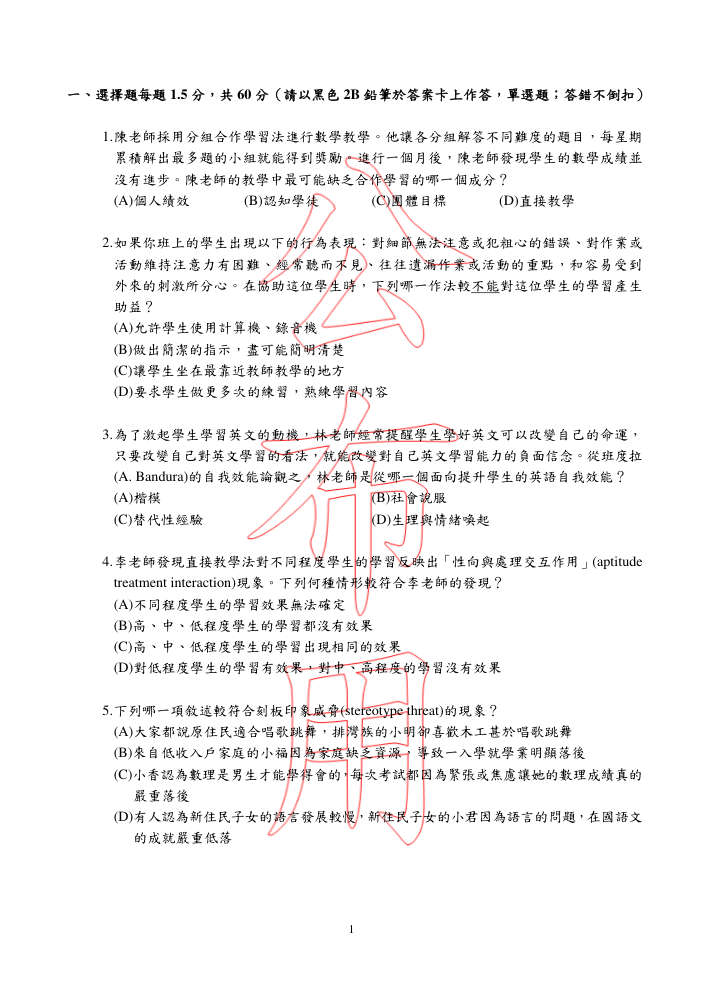 一、選擇題每題 1.5 分，共 60 分（請以黑色 2B 鉛筆於答案卡上作答，單選題；答錯不倒扣）
1.陳老師採用分組合作學習法進行數學教學。他讓各分組解答不同難度的題目，每星期
累積解出最多題的小組就能得到獎勵。進行一個月後，陳老師發現學生的數學成績並
沒有進步。陳老師的教學中最可能缺乏合作學習的哪一個成分？
(A)個人績效 (B)認知學徒 (C)團體目標 (D)直接教學
2.如果你班上的學生出現以下的行為表現：對細節無法注意或犯粗心的錯誤、對作業或
活動維持注意力有困難、經常聽而不見、往往遺漏作業或活動的重點，和容易受到
外來的刺激所分心。在協助這位學生時，下列哪一作法較不能對這位學生的學習產生
助益？
(A)允許學生使用計算機、錄音機
(B)做出簡潔的指示，盡可能簡明清楚
(C)讓學生坐在最靠近教師教學的地方
(D)要求學生做更多次的練習，熟練學習內容
3.為了激起學生學習英文的動機，林老師經常提醒學生學好英文可以改變自己的命運，
只要改變自己對英文學習的看法，就能改變對自己英文學習能力的負面信念。從班度拉
(A. Bandura)的自我效能論觀之，林老師是從哪一個面向提升學生的英語自我效能？
(A)楷模 (B)社會說服
(C)替代性經驗 (D)生理與情緒喚起
4.李老師發現直接教學法對不同程度學生的學習反映出「性向與處理交互作用」(aptitude
treatment interaction)現象。下列何種情形較符合李老師的發現？
(A)不同程度學生的學習效果無法確定
(B)高、中、低程度學生的學習都沒有效果
(C)高、中、低程度學生的學習出現相同的效果
(D)對低程度學生的學習有效果，對中、高程度的學習沒有效果
5.下列哪一項敘述較符合刻板印象威脅(stereotype threat)的現象？
(A)大家都說原住民適合唱歌跳舞，排灣族的小明卻喜歡木工甚於唱歌跳舞
(B)來自低收入戶家庭的小福因為家庭缺乏資源，導致一入學就學業明顯落後
(C)小香認為數理是男生才能學得會的，每次考試都因為緊張或焦慮讓她的數理成績真的
嚴重落後
(D)有人認為新住民子女的語言發展較慢，新住民子女的小君因為語言的問題，在國語文
的成就嚴重低落
公
布
用
1